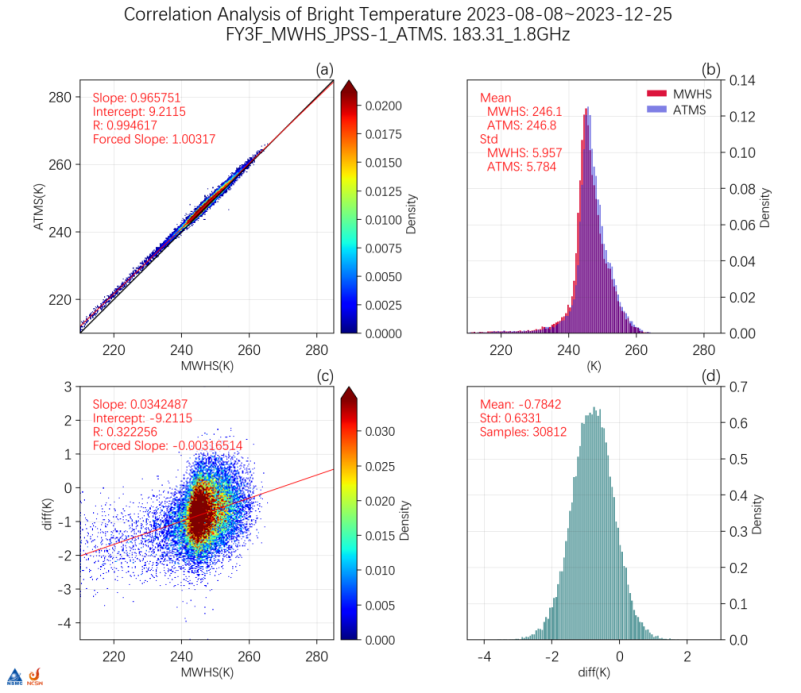 Correlation Analysis of Bright Temperature 2023-08-08~2023-12-25
FY3F_MWHS_JPSS-1_ATMS. 183.31_1.8GHz
(a)
Slope: 0.965751
Intercept: 9.2115
R: 0.994617
Forced Slope: 1.00317
280
260
240
220
ATMS(K)
220
240
260
280
MWHS(K)
0.0200
0.0175
0.0150
0.0125
0.0100
0.0075
0.0050
0.0025
0.0000
Density
(b)
Mean
MWHS: 246.1
ATMS: 246.8
Std
MWHS: 5.957
ATMS: 5.784
MWHS
ATMS
0.14
0.12
0.10
0.08
0.06
0.04
0.02
0.00
Density
220
240
260
280
(K)
(c)
Slope: 0.0342487
Intercept: -9.2115
R: 0.322256
Forced Slope: -0.00316514
3
2
1
0
-1
-2
-3
-4
diff(K)
220
240
260
280
MWHS(K)
0.030
0.025
0.020
0.015
0.010
0.005
0.000
Density
(d)
Mean: -0.7842
Std: 0.6331
Samples: 30812
0.7
0.6
0.5
0.4
0.3
0.2
0.1
0.0
Density
-4
-2
0
2
diff(K)
NSMC
NCSM